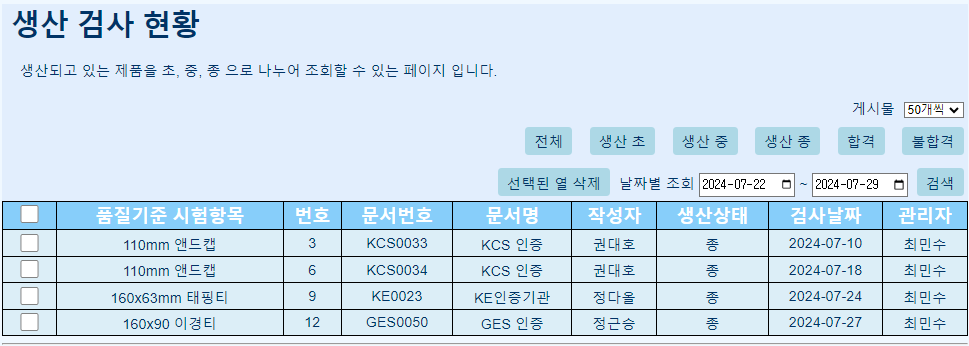 생산 검사 현황
생산되고 있는 제품을 초, 중, 종 으로 나누어 조회할 수 있는 페이지 입니다.
게시물 50개씩
전체 생산 초 생산 중 생산 종 합격 불합격
선택된 열 삭제 날짜별 조회 2024-07-22 ~ 2024-07-29 검색
품질기준 시험항목 번호 문서번호 문서명 작성자 생산상태 검사날짜 관리자
110mm 앤드캡 3 KCS0033 KCS 인증 권대호 종 2024-07-10 최민수
110mm 앤드캡 6 KCS0034 KCS 인증 권대호 종 2024-07-18 최민수
160x63mm 태핑티 9 KE0023 KE인증기관 정다올 종 2024-07-24 최민수
160x90 이경티 12 GES0050 GES 인증 정근승 종 2024-07-27 최민수